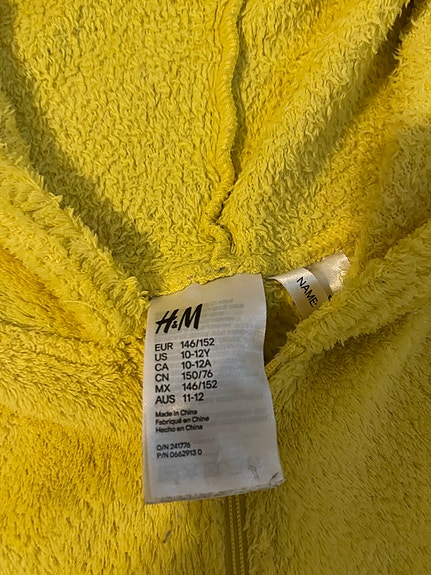 H&M
EUR 146/152
US 10-12Y
CA 10-12A
CN 150/76
MX 146/152
AUS 11-12
Made in China
Fabriqué en Chine
Hecho en China
O/N 241776
P/N 0662913 0
NAME